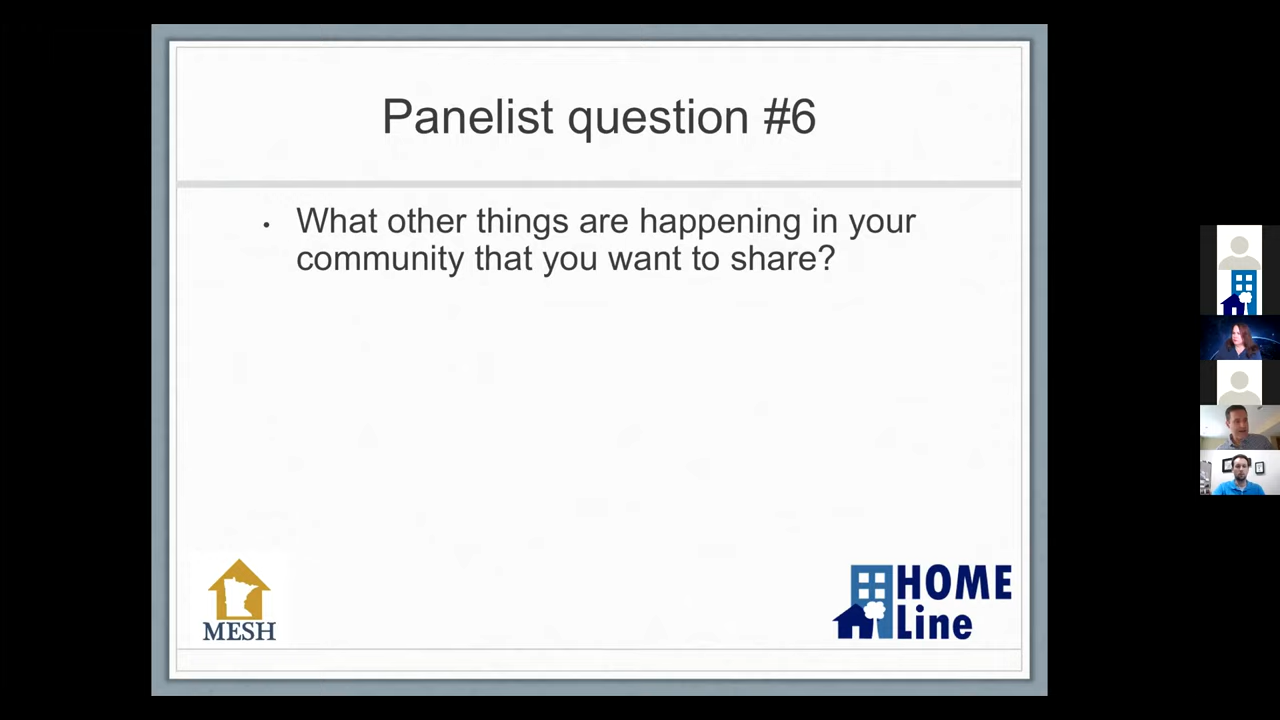 Panelist question #6
• What other things are happening in your
community that you want to share?
MESH
HOME
Line